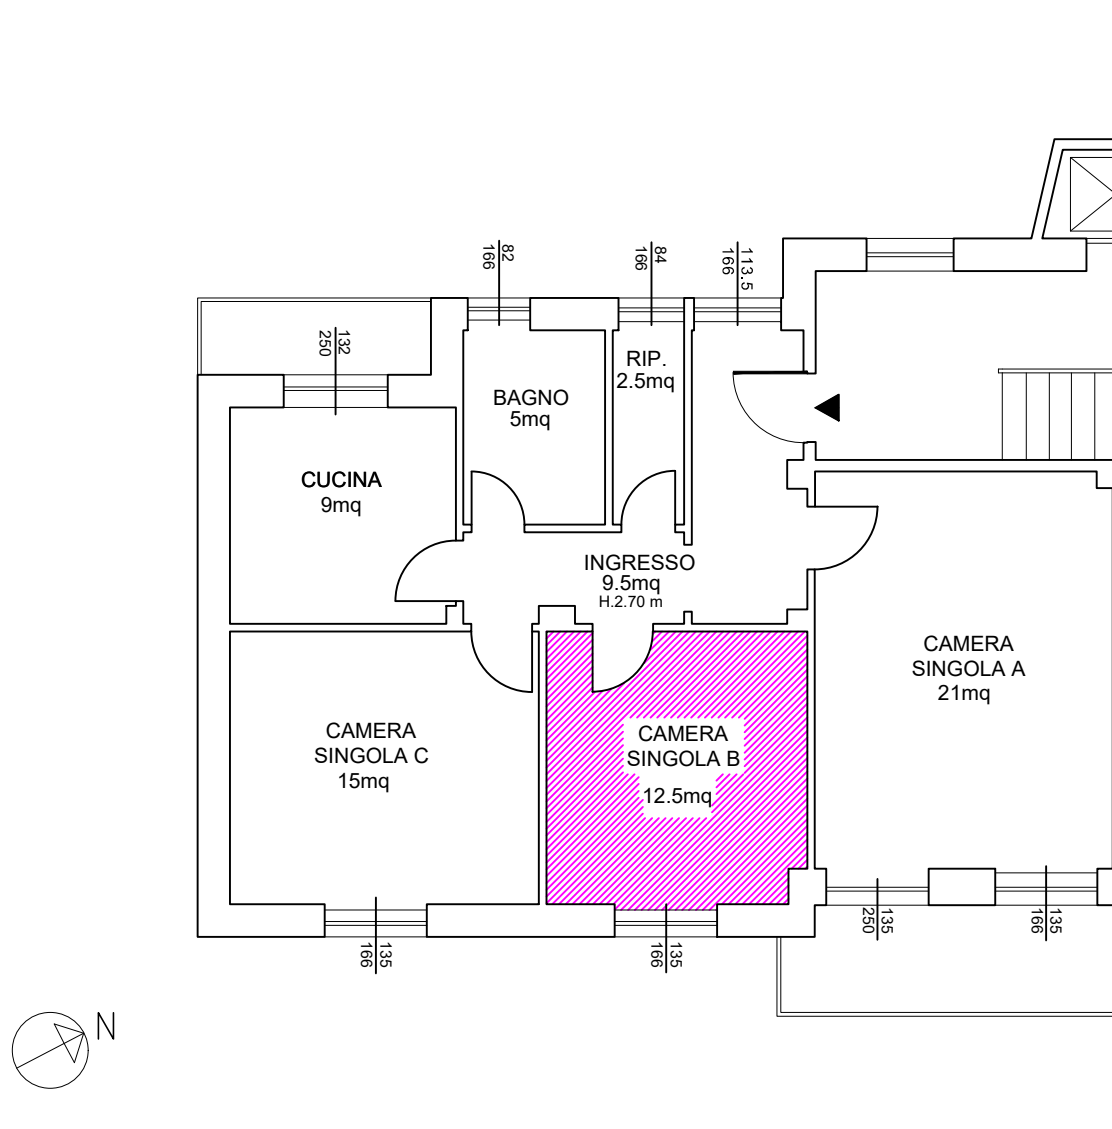 82
166
84
166
113.5
166
132
250
RIP.
2.5mq
BAGNO
5mq
CUCINA
9mq
INGRESSO
9.5mq
H.2.70 m
CAMERA
SINGOLA A
21mq
CAMERA
SINGOLA C
15mq
CAMERA
SINGOLA B
12.5mq
135
166
135
166
135
250
135
166
N